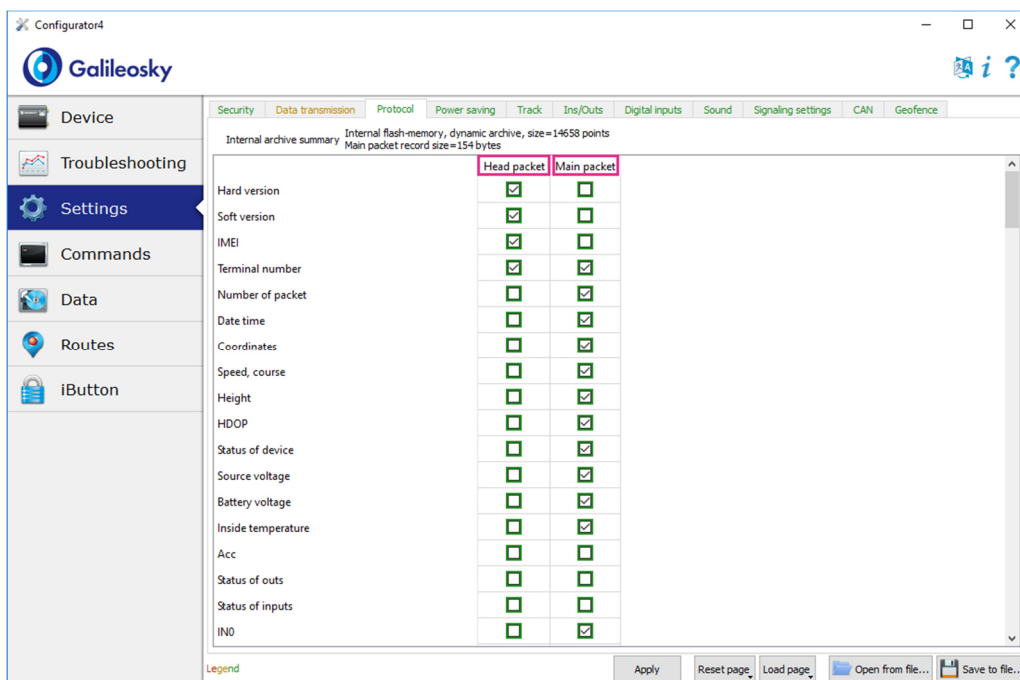 Configurator4
Galileosky
Device
Troubleshooting
Settings
Commands
Data
Routes
iButton
Security Data transmission Protocol Power saving Track Ins/Outs Digital inputs Sound Signaling settings CAN Geofence
Internal archive summary
Internal flash-memory, dynamic archive, size=14658 points
Main packet record size=154 bytes
Head packet Main packet
Hard version
Soft version
IMEI
Terminal number
Number of packet
Date time
Coordinates
Speed, course
Height
HDOP
Status of device
Source voltage
Battery voltage
Inside temperature
Acc
Status of outs
Status of inputs
IN0
Legend
Apply Reset page Load page Open from file... Save to file..